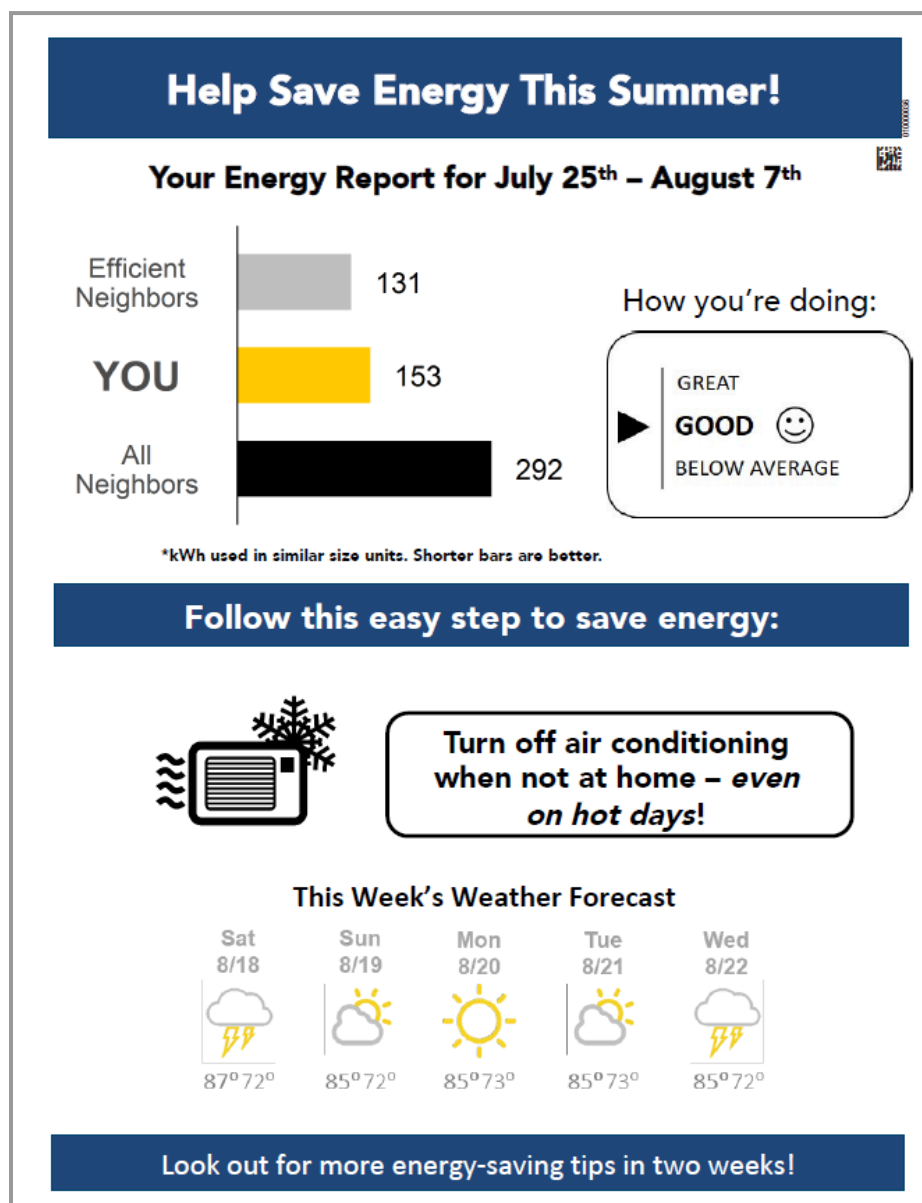 Help Save Energy This Summer!
Your Energy Report for July 25th – August 7th
Efficient
Neighbors
131
YOU
153
All
Neighbors
292
How you're doing:
GREAT
GOOD
BELOW AVERAGE
*kWh used in similar size units. Shorter bars are better.
Follow this easy step to save energy:
Turn off air conditioning
when not at home – even
on hot days!
This Week's Weather Forecast
Sat Sun Mon Tue Wed
8/18 8/19 8/20 8/21 8/22
87°72° 85°72° 85°73° 85°73° 85°72°
Look out for more energy-saving tips in two weeks!